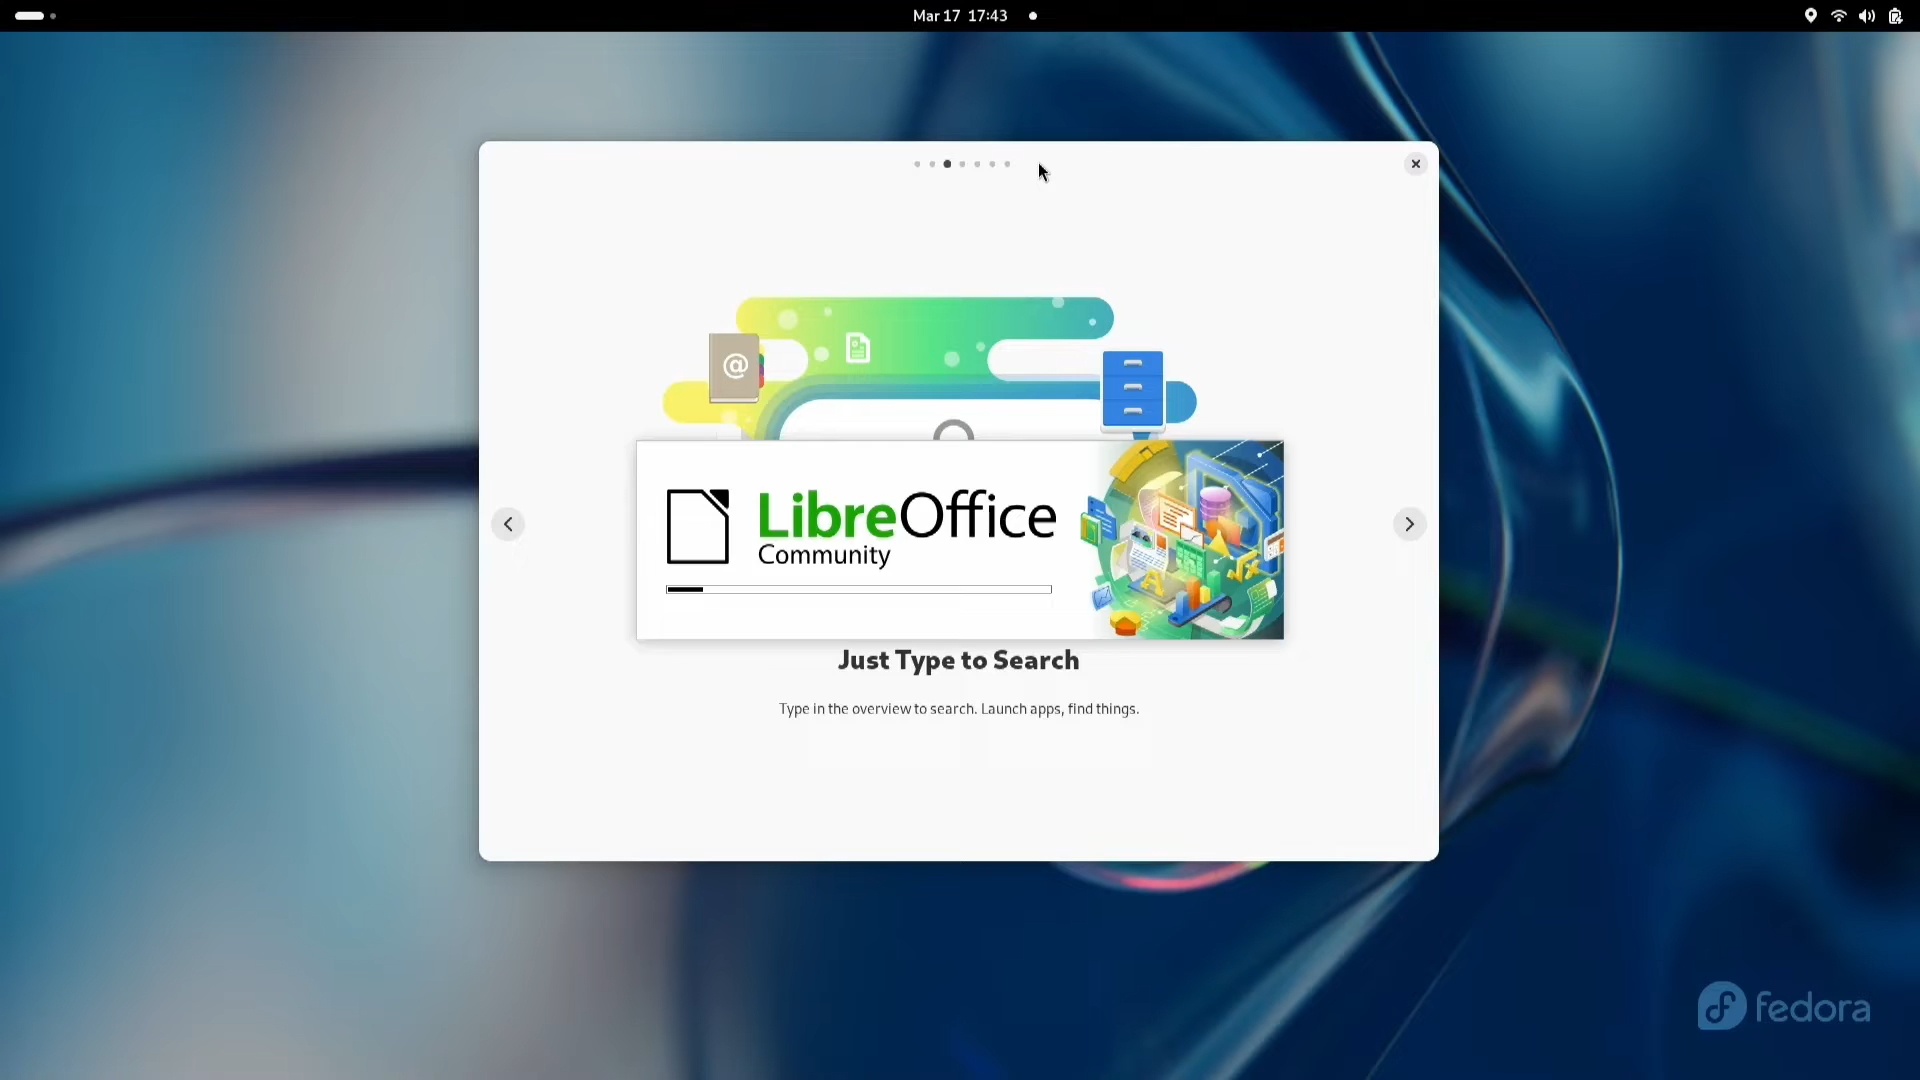 Mar 17 17:43
@
LibreOffice
Community
Just Type to Search
Type in the overview to search. Launch apps, find things.
fedora